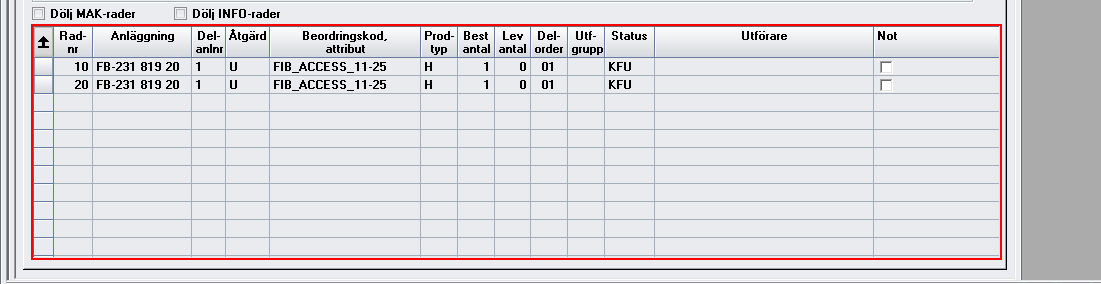 Dölj MAK-rader Dölj INFO-rader
Rad-nr Anläggning Del-anlnr Åtgärd Beordringskod, attribut Prod-typ Best antal Lev antal Del-order Utf-grupp Status Utförare Not
10 FB-231 819 20 1 U FIB_ACCESS_11-25 H 1 0 01 KFU
20 FB-231 819 20 1 U FIB_ACCESS_11-25 H 1 0 01 KFU